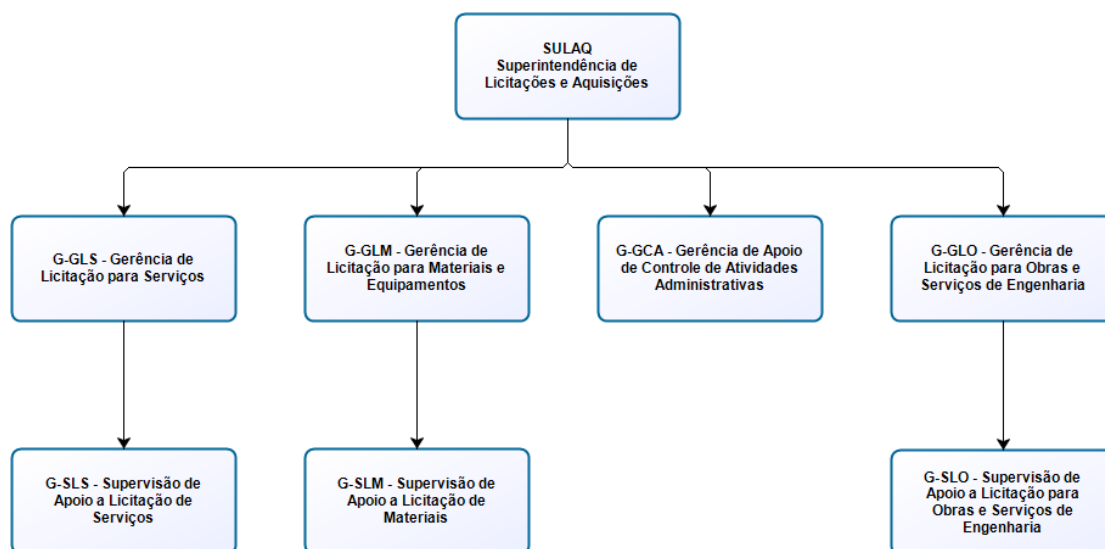 SULAQ
Superintendência de
Licitações e Aquisições
G-GLS - Gerência de
Licitação para Serviços
G-GLM - Gerência de
Licitação para Materiais e
Equipamentos
G-GCA - Gerência de Apoio
de Controle de Atividades
Administrativas
G-GLO - Gerência de
Licitação para Obras e
Serviços de Engenharia
G-SLS - Supervisão de
Apoio a Licitação de
Serviços
G-SLM - Supervisão de
Apoio a Licitação de
Materiais
G-SLO - Supervisão de
Apoio a Licitação para
Obras e Serviços de
Engenharia